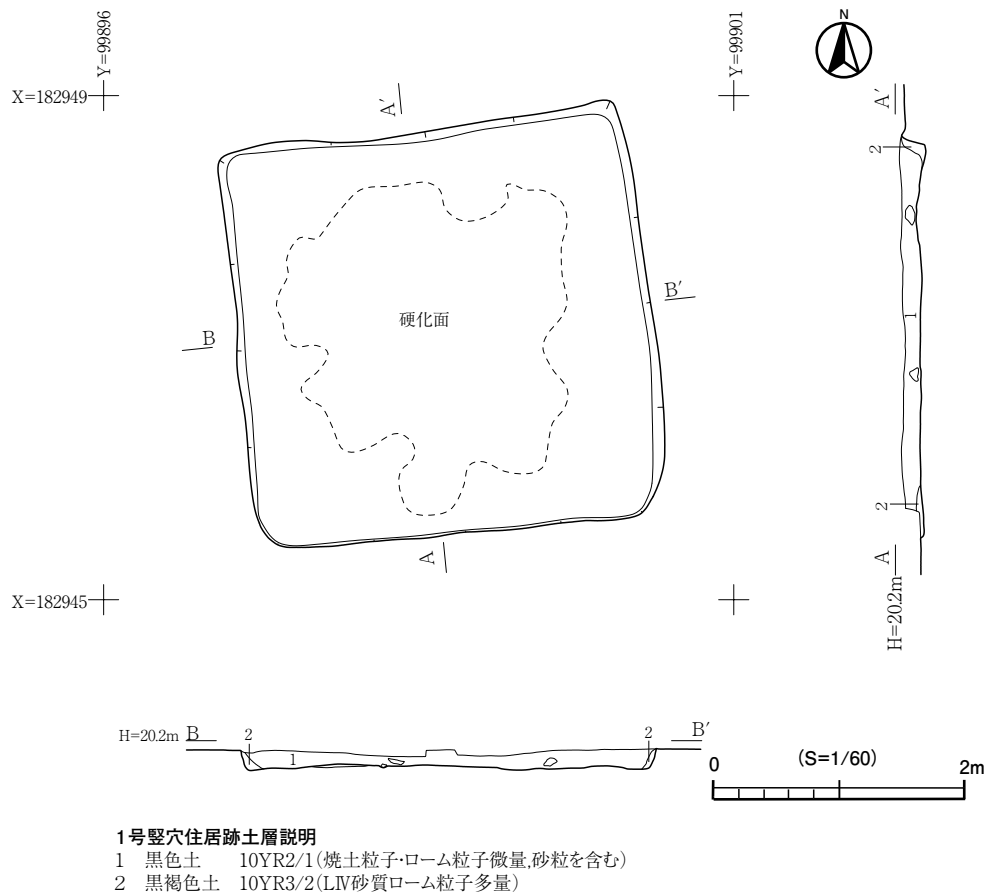 Y=99896
Y=99901
N
X=182949
A′
A′
2
B′
硬化面
B
1
2
A
A
X=182945
H=20.2m
H=20.2m B
2
1
2
B′
0 (S=1/60) 2m
1号竪穴住居跡土層説明
1 黒色土 10YR2/1(焼土粒子・ローム粒子微量,砂粒を含む)
2 黒褐色土 10YR3/2(LⅣ砂質ローム粒子多量)